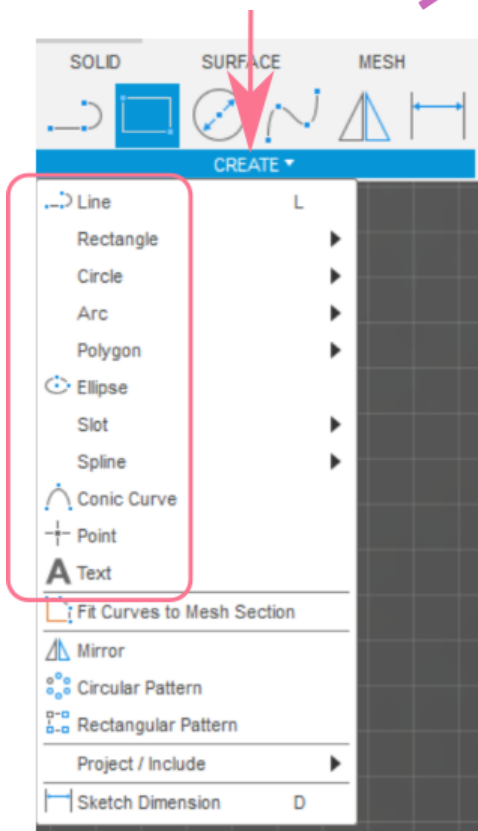 SOLID SURFACE MESH
CREATE
Line L
Rectangle
Circle
Arc
Polygon
Ellipse
Slot
Spline
Conic Curve
Point
A Text
Fit Curves to Mesh Section
Mirror
Circular Pattern
Rectangular Pattern
Project / Include
Sketch Dimension D